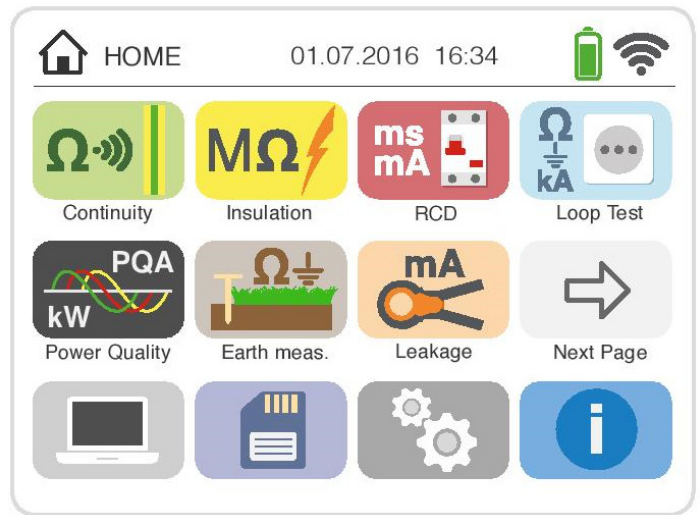 HOME 01.07.2016 16:34
Ω MΩ ms mA Ω kA
Continuity Insulation RCD Loop Test
PQA kW Ω mA
Power Quality Earth meas. Leakage Next Page
i